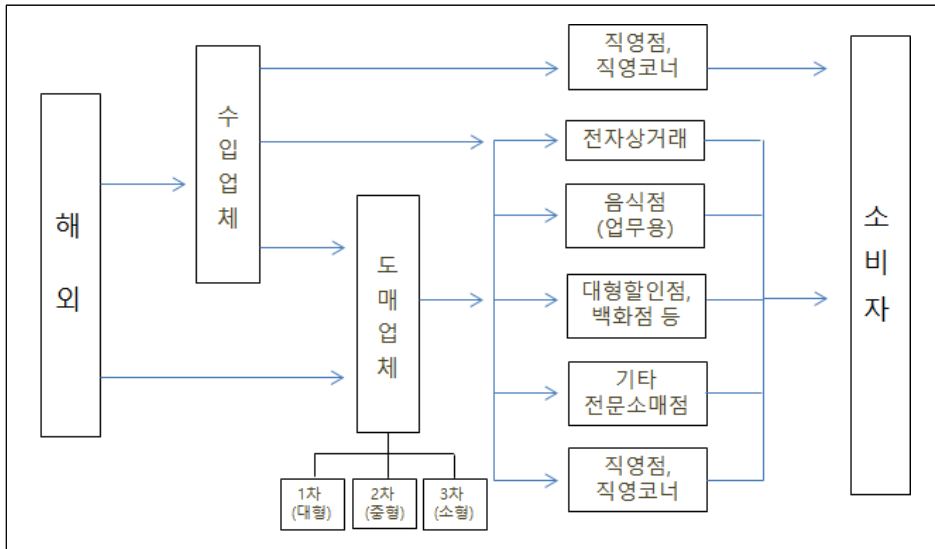 해외
수입업체
도매업체
1차
(대형)
2차
(중형)
3차
(소형)
직영점,
직영코너
전자상거래
음식점
(업무용)
대형할인점,
백화점 등
기타
전문소매점
직영점,
직영코너
소비자